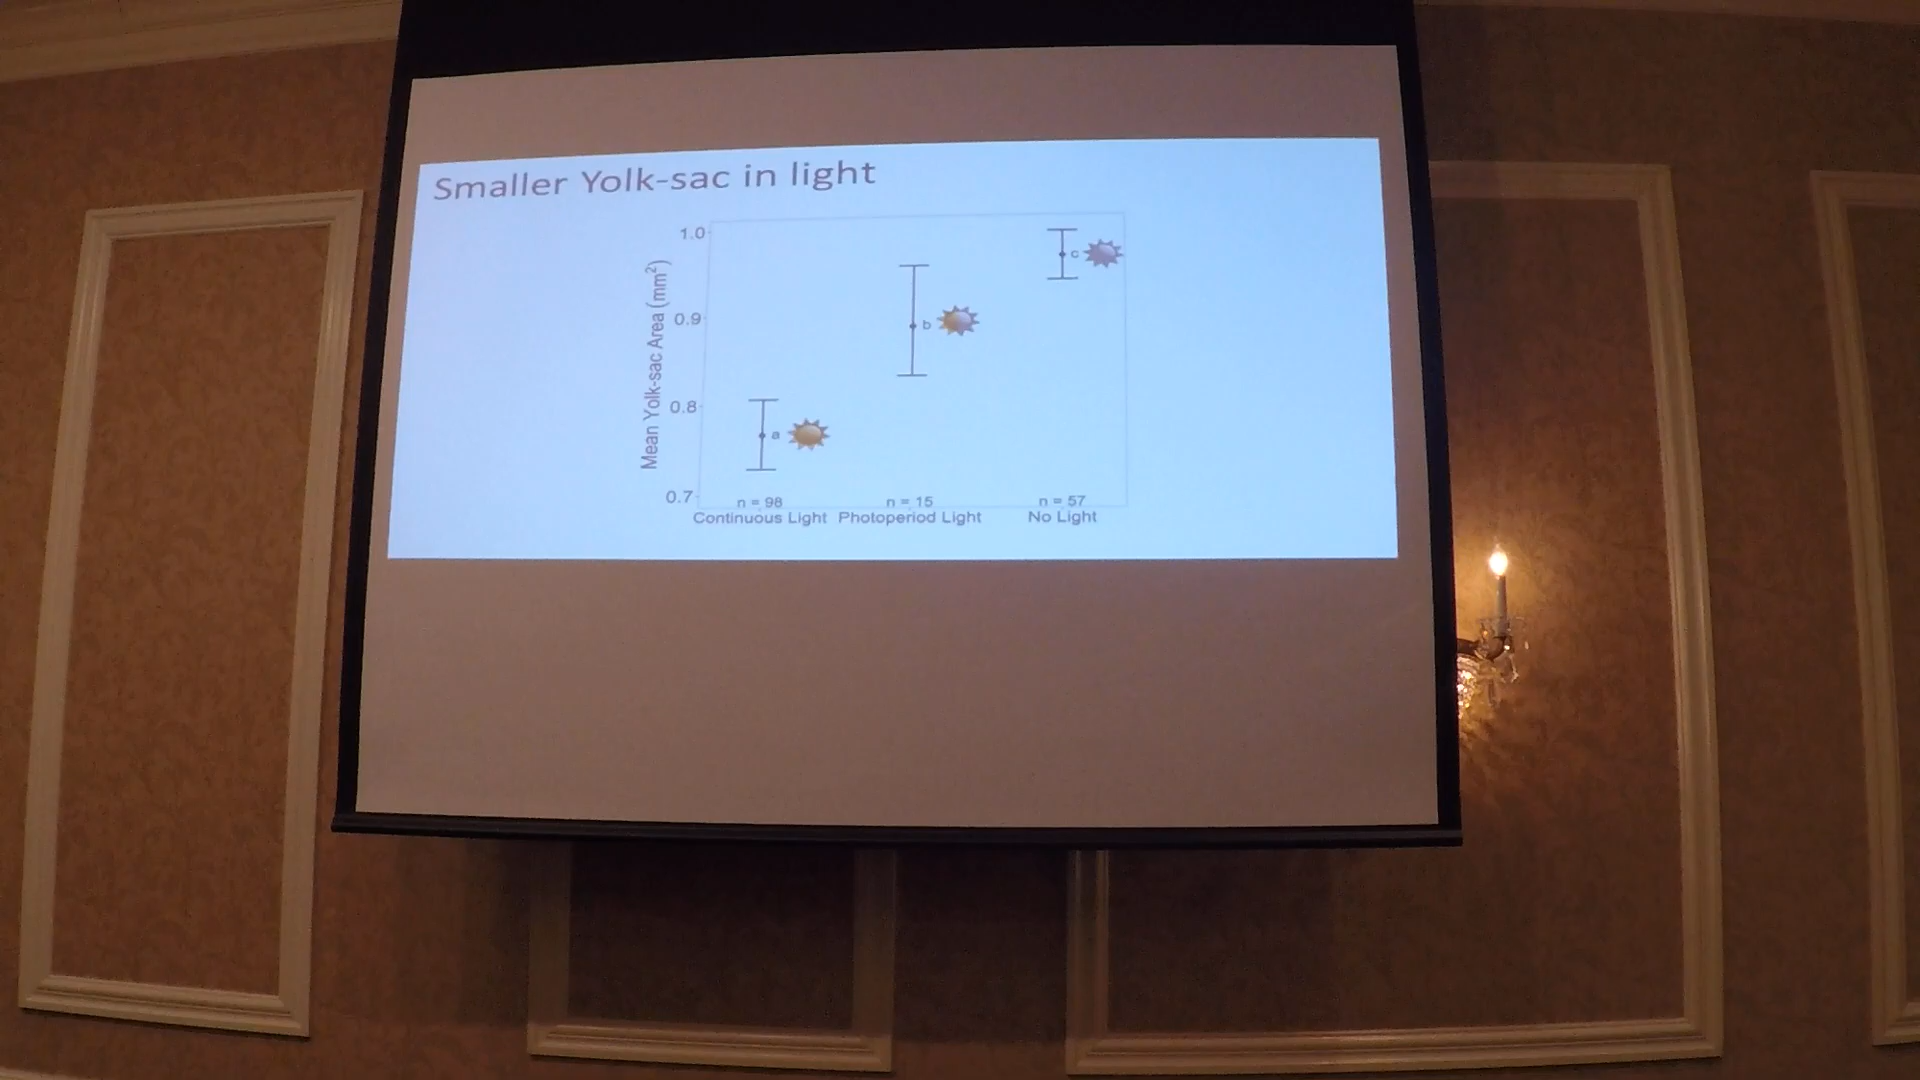 Smaller Yolk-sac in light
Mean Yolk-sac Area (mm²)
1.0
0.9
0.8
0.7
a
b
c
n = 98
n = 15
n = 57
Continuous Light
Photoperiod Light
No Light